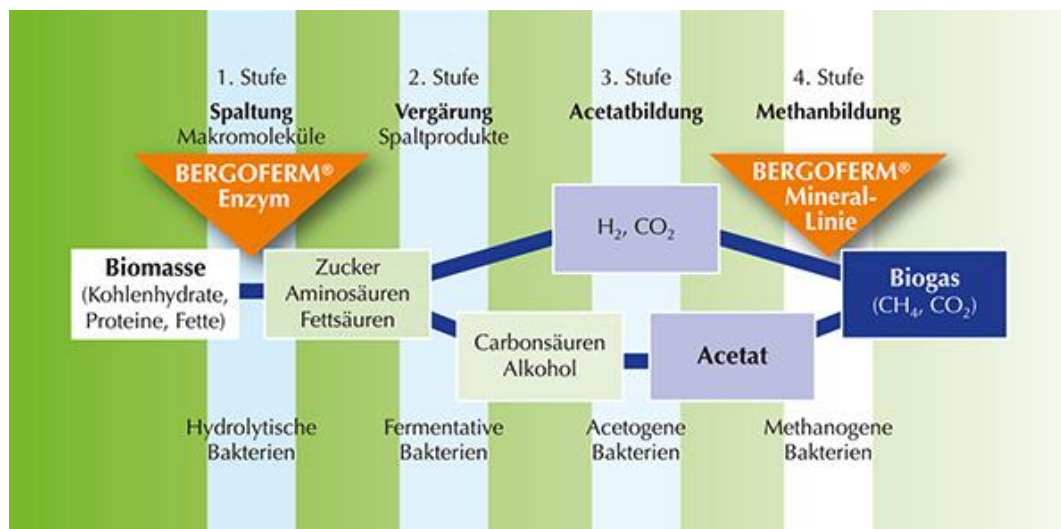 1. Stufe
Spaltung
Makromoleküle
2. Stufe
Vergärung
Spaltprodukte
3. Stufe
Acetatbildung
4. Stufe
Methanbildung
BERGOFERM®
Enzym
BERGOFERM®
Mineral-
Linie
Biomasse
(Kohlenhydrate,
Proteine, Fette)
Zucker
Aminosäuren
Fettsäuren
H₂, CO₂
Carbonsäuren
Alkohol
Acetat
Biogas
(CH₄, CO₂)
Hydrolytische
Bakterien
Fermentative
Bakterien
Acetogene
Bakterien
Methanogene
Bakterien